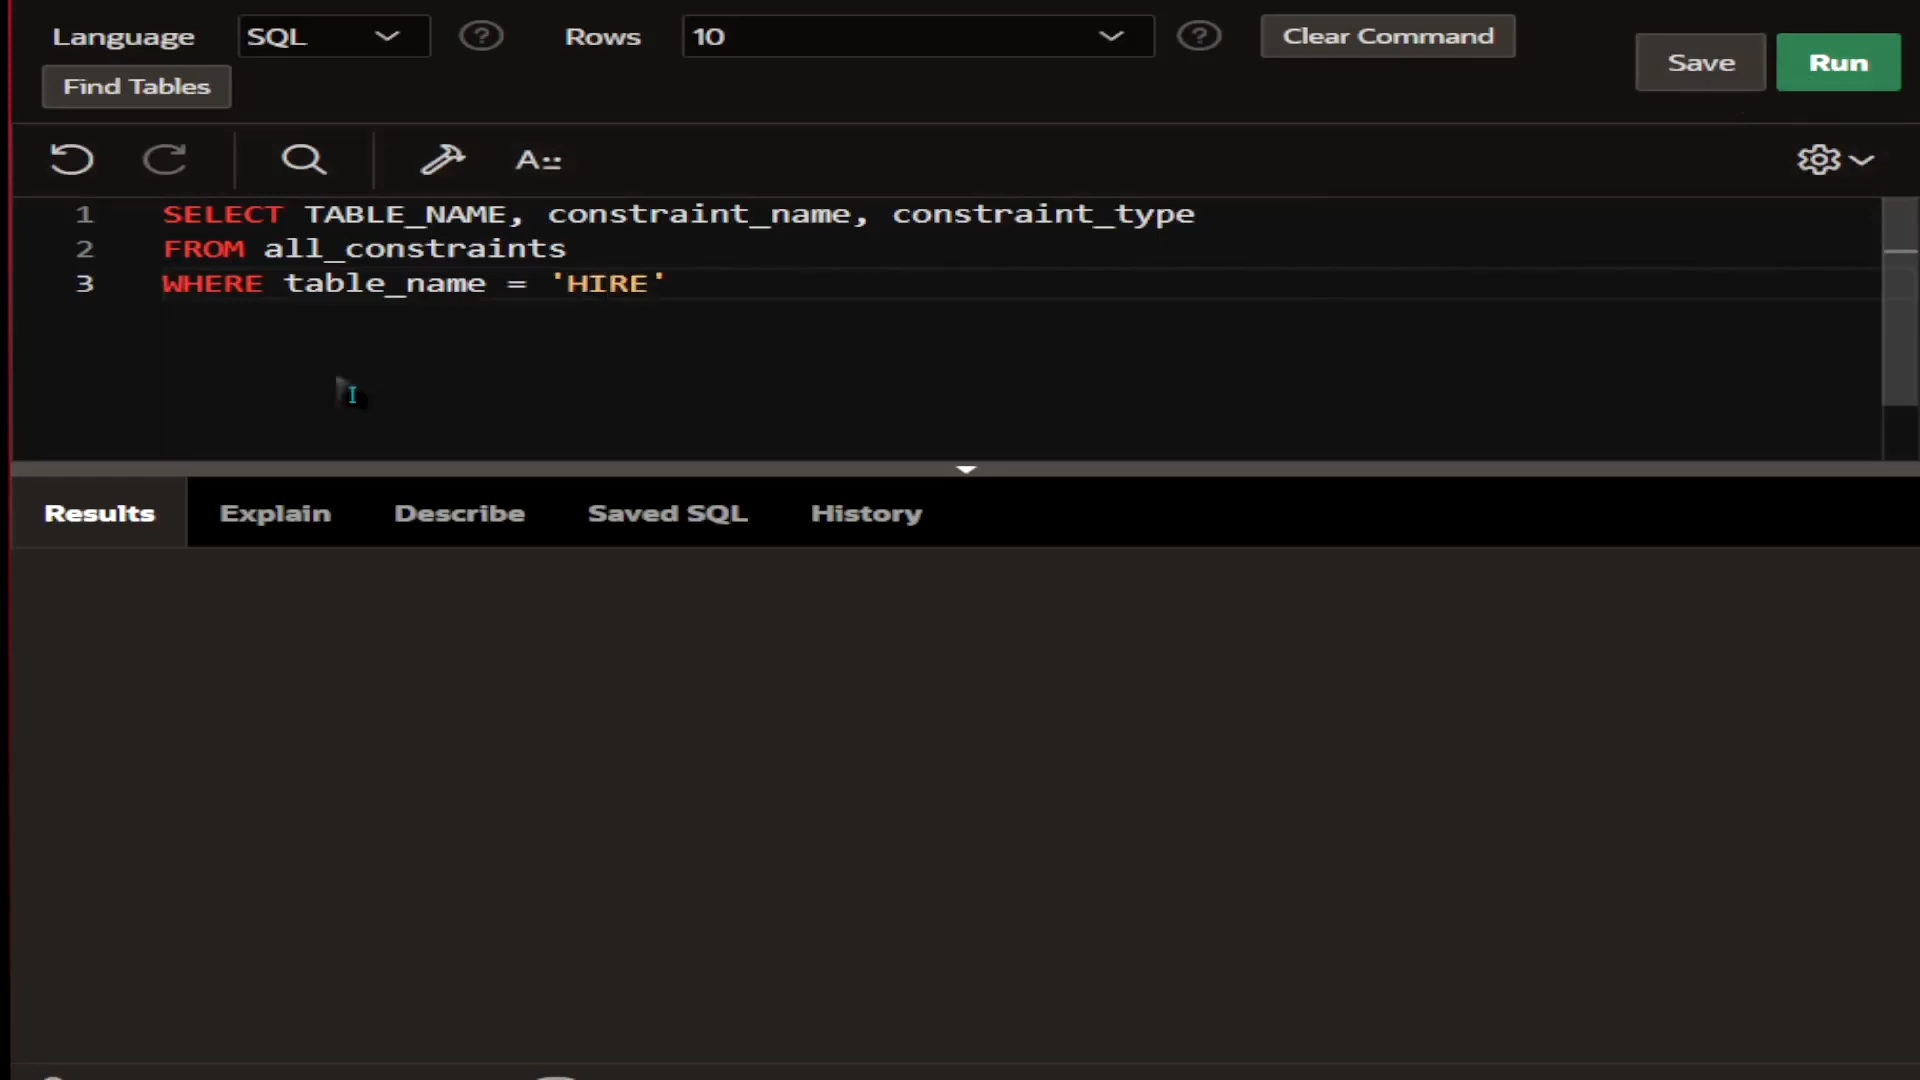 Language SQL Rows 10 Clear Command
Save Run
Find Tables
A::
1 SELECT TABLE_NAME, constraint_name, constraint_type
2 FROM all_constraints
3 WHERE table_name = 'HIRE'
Results Explain Describe Saved SQL History